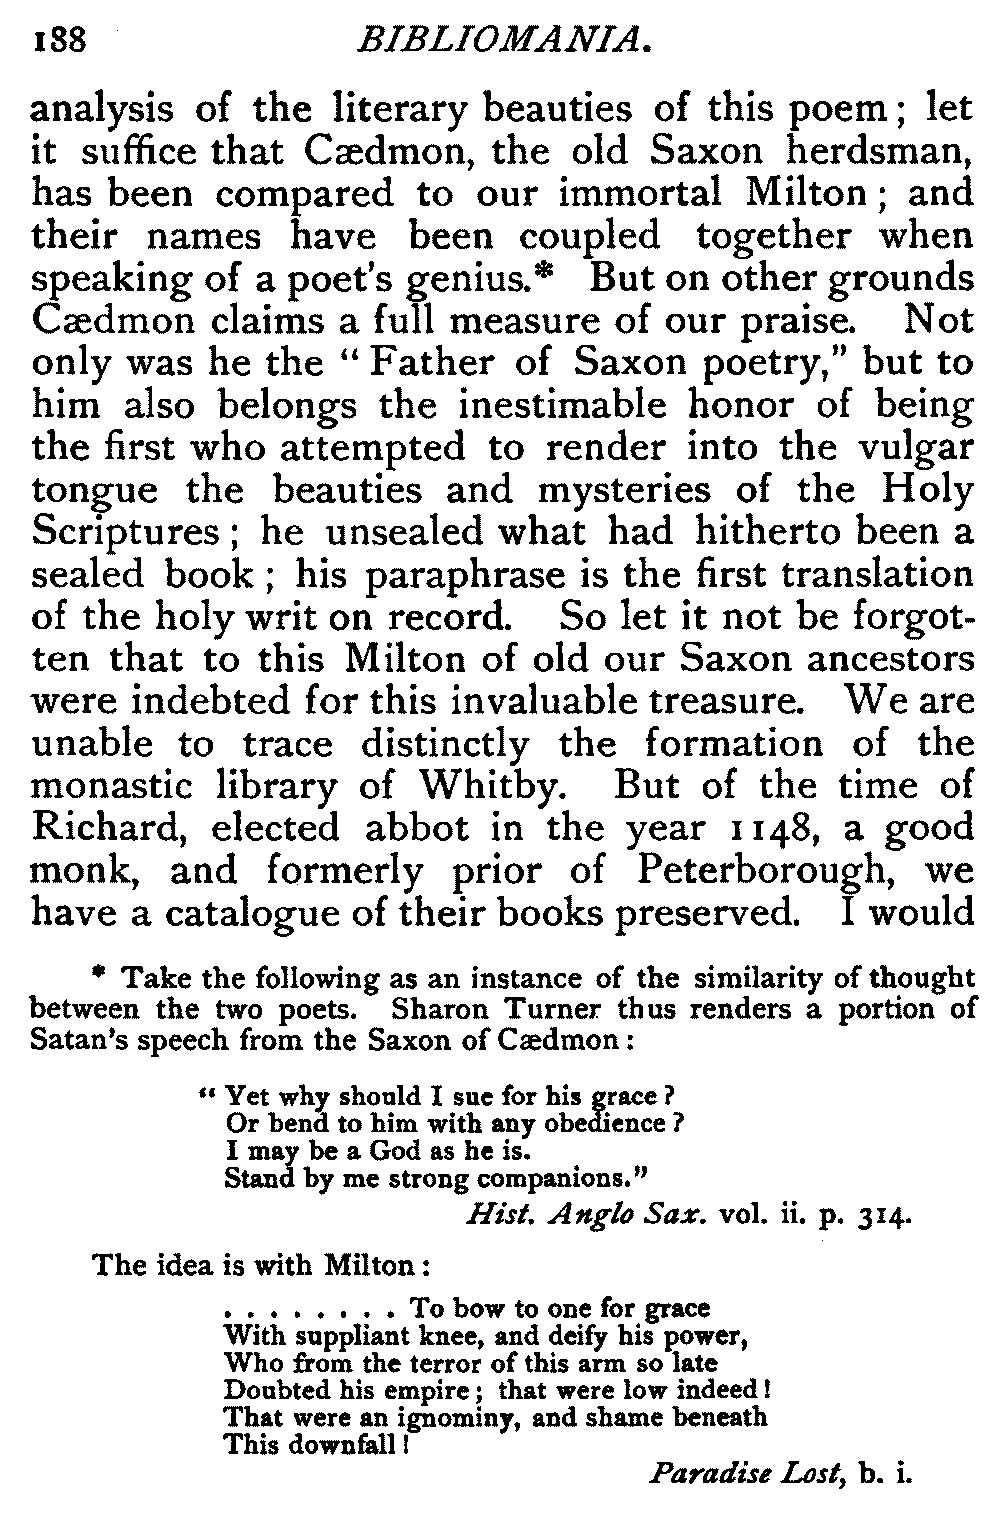 188 BIBLIOMANIA.
analysis of the literary beauties of this poem; let
it suffice that Cædmon, the old Saxon herdsman,
has been compared to our immortal Milton; and
their names have been coupled together when
speaking of a poet's genius.* But on other grounds
Cædmon claims a full measure of our praise. Not
only was he the "Father of Saxon poetry," but to
him also belongs the inestimable honor of being
the first who attempted to render into the vulgar
tongue the beauties and mysteries of the Holy
Scriptures; he unsealed what had hitherto been a
sealed book; his paraphrase is the first translation
of the holy writ on record. So let it not be forgot-
ten that to this Milton of old our Saxon ancestors
were indebted for this invaluable treasure. We are
unable to trace distinctly the formation of the
monastic library of Whitby. But of the time of
Richard, elected abbot in the year 1148, a good
monk, and formerly prior of Peterborough, we
have a catalogue of their books preserved. I would
* Take the following as an instance of the similarity of thought
between the two poets. Sharon Turner thus renders a portion of
Satan's speech from the Saxon of Cædmon:
"Yet why should I sue for his grace?
Or bend to him with any obedience?
I may be a God as he is.
Stand by me strong companions."
Hist. Anglo Sax. vol. ii. p. 314.
The idea is with Milton:
. . . . . . . . To bow to one for grace
With suppliant knee, and deify his power,
Who from the terror of this arm so late
Doubted his empire; that were low indeed!
That were an ignominy, and shame beneath
This downfall!
Paradise Lost, b. i.